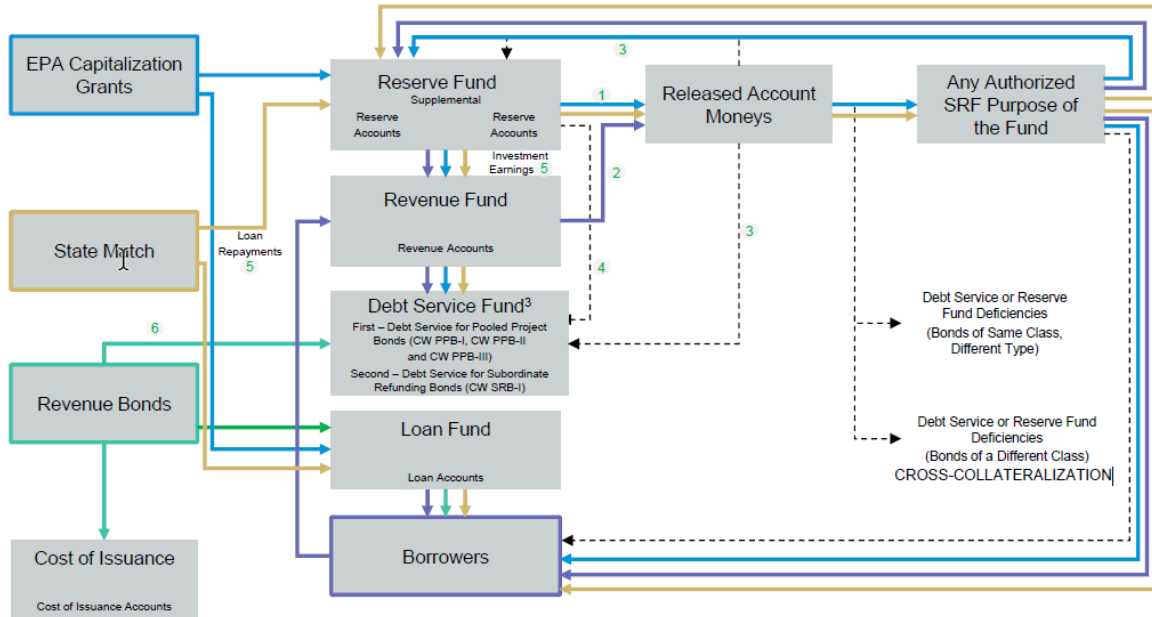 EPA Capitalization
Grants
State Match
Revenue Bonds
Cost of Issuance
Cost of Issuance Accounts
Loan
Repayments
5
6
Reserve Fund
Supplemental
Reserve
Accounts
Reserve
Accounts
Investment
Earnings
5
Revenue Fund
Revenue Accounts
Debt Service Fund3
First – Debt Service for Pooled Project
Bonds (CW PPB-I, CW PPB-II
and CW PPB-III)
Second – Debt Service for Subordinate
Refunding Bonds (CW SRB-I)
Loan Fund
Loan Accounts
Borrowers
1
2
3
4
3
Released Account
Moneys
Any Authorized
SRF Purpose of
the Fund
Debt Service or Reserve
Fund Deficiencies
(Bonds of Same Class,
Different Type)
Debt Service or Reserve Fund
Deficiencies
(Bonds of a Different Class)
CROSS-COLLATERALIZATION